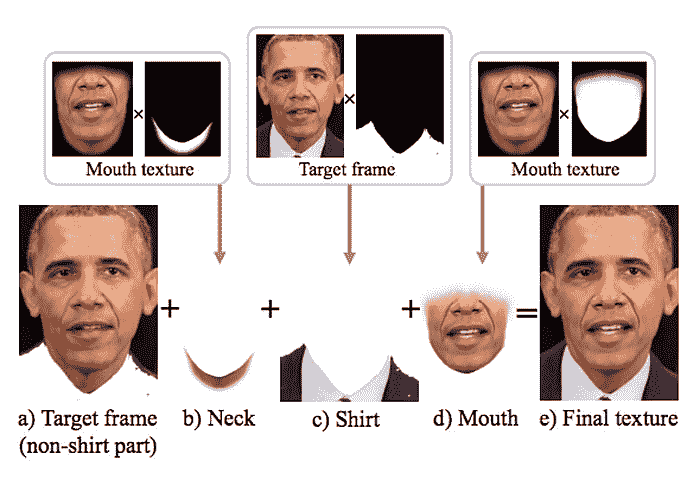 ×
Mouth texture
×
Target frame
×
Mouth texture
+ + + =
a) Target frame
(non-shirt part)
b) Neck
c) Shirt
d) Mouth
e) Final texture